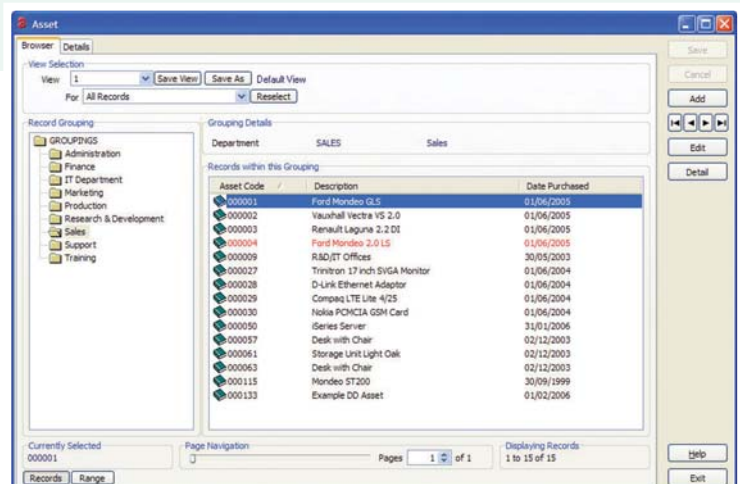 Asset
Browser Details
View Selection
View 1 Save View Save As Default View
For All Records Reselect
Record Grouping
GROUPINGS
Administration
Finance
IT Department
Marketing
Production
Research & Development
Sales
Support
Training
Grouping Details
Department SALES Sales
Records within this Grouping
Asset Code Description Date Purchased
000001 Ford Mondeo GLS 01/06/2005
000002 Vauxhall Vectra VS 2.0 01/06/2005
000003 Renault Laguna 2.2 DI 01/06/2005
000004 Ford Mondeo 2.0 LS 01/06/2005
000009 R&D/IT Offices 30/05/2003
000027 Trinitron 17 inch SVGA Monitor 01/06/2004
000028 D-Link Ethernet Adaptor 01/06/2004
000029 Compaq LTE Lite 4/25 01/06/2004
000030 Nokia PCMCIA GSM Card 01/06/2004
000050 iSeries Server 31/01/2006
000057 Desk with Chair 02/12/2003
000061 Storage Unit Light Oak 02/12/2003
000063 Desk with Chair 02/12/2003
000115 Mondeo ST200 30/09/1999
000133 Example DD Asset 01/02/2006
Currently Selected
000001
Page Navigation
Pages 1 of 1
Displaying Records
1 to 15 of 15
Records Range
Save
Cancel
Add
Edit
Detail
Help
Exit